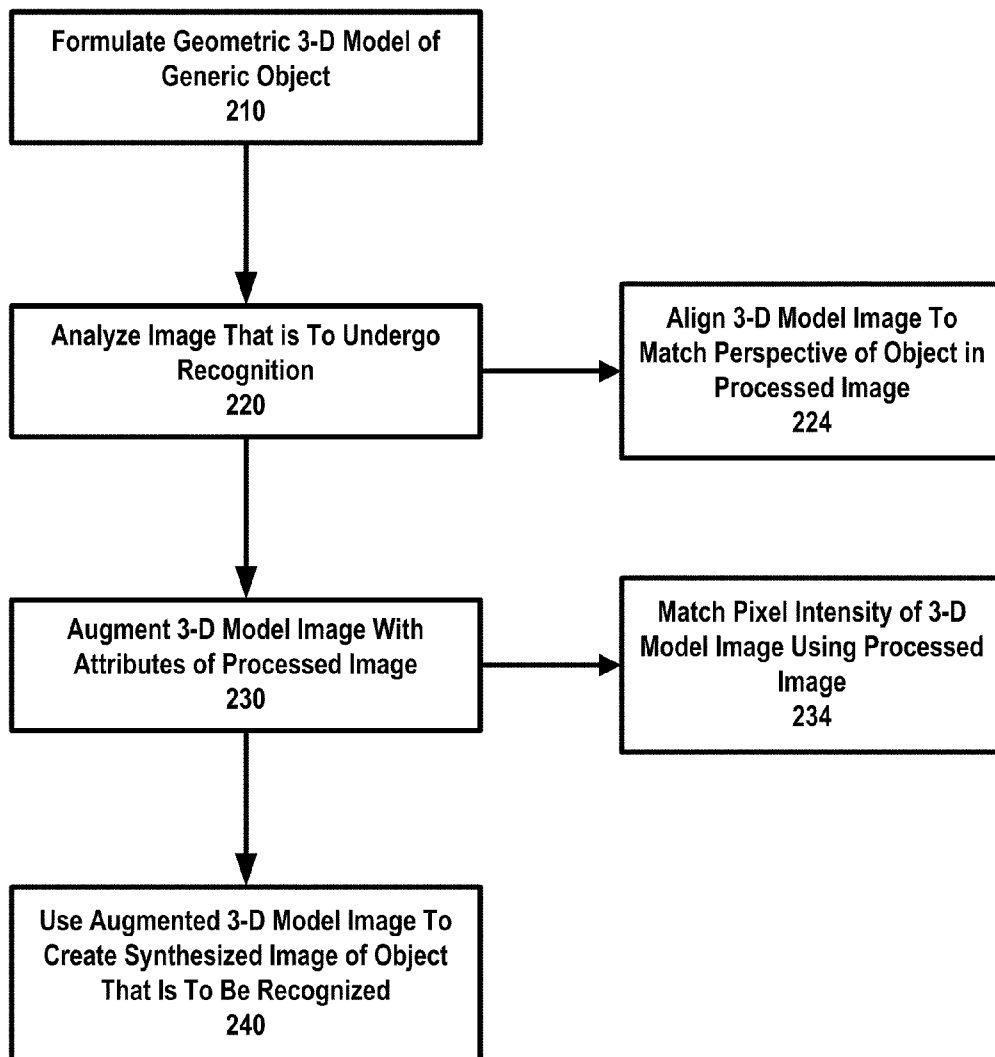 Formulate Geometric 3-D Model of
Generic Object
210
Analyze Image That is To Undergo
Recognition
220
Align 3-D Model Image To
Match Perspective of Object in
Processed Image
224
Augment 3-D Model Image With
Attributes of Processed Image
230
Match Pixel Intensity of 3-D
Model Image Using Processed
Image
234
Use Augmented 3-D Model Image To
Create Synthesized Image of Object
That Is To Be Recognized
240